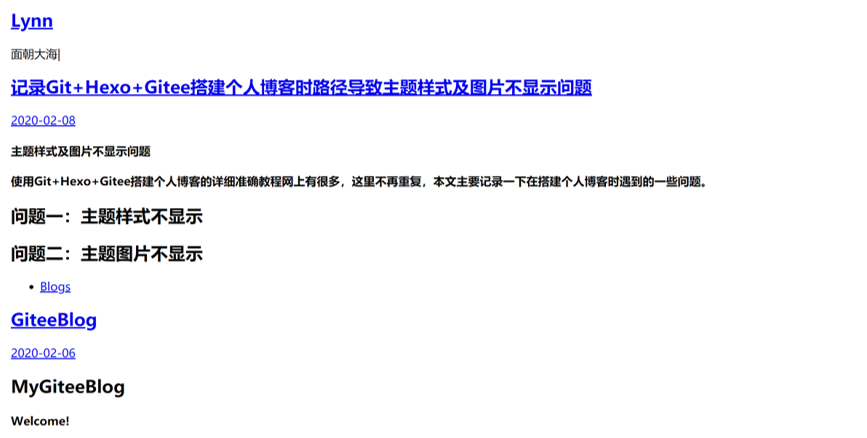 Lynn
面朝大海|
记录Git+Hexo+Gitee搭建个人博客时路径导致主题样式及图片不显示问题
2020-02-08
主题样式及图片不显示问题
使用Git+Hexo+Gitee搭建个人博客的详细准确教程网上有很多，这里不再重复，本文主要记录一下在搭建个人博客时遇到的一些问题。
问题一：主题样式不显示
问题二：主题图片不显示
• Blogs
GiteeBlog
2020-02-06
MyGiteeBlog
Welcome!